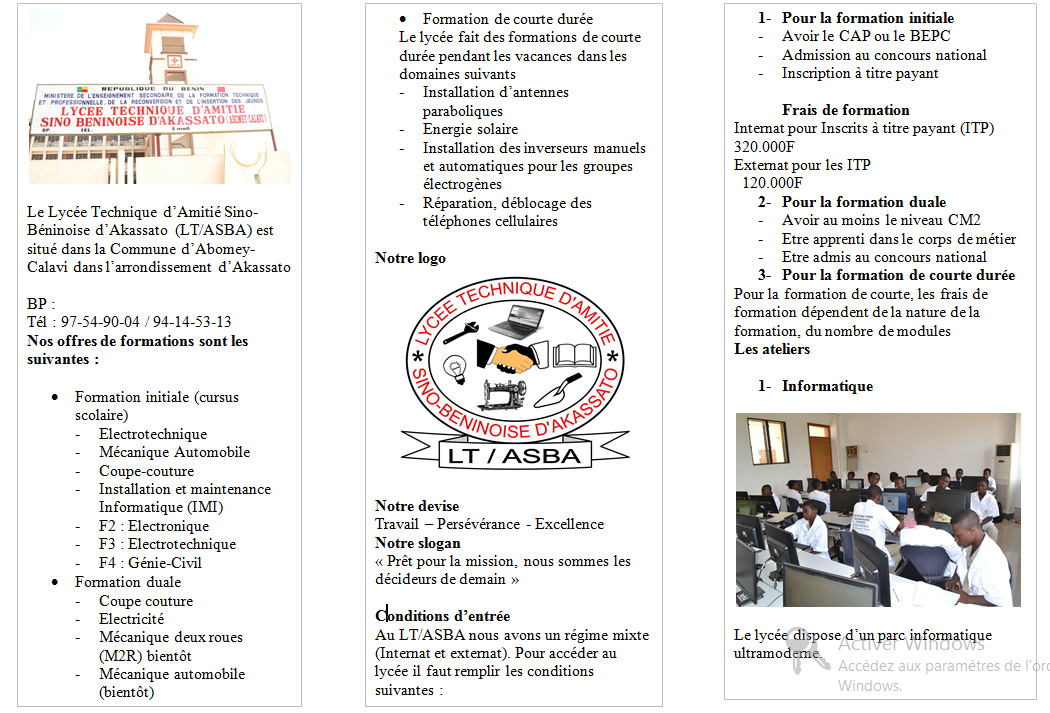 REPUBLIQUE DU BENIN
MINISTERE DE L'ENSEIGNEMENT SECONDAIRE, DE LA FORMATION TECHNIQUE
ET PROFESSIONNELLE, DE LA RECONVERSION ET DE L'INSERTION DES JEUNES
LYCEE TECHNIQUE D'AMITIE
SINO BENINOISE D'AKASSATO (ABOMEY CALAVI)
BP: TEL: E-mail:
Le Lycée Technique d'Amitié Sino-
Béninoise d'Akassato (LT/ASBA) est
situé dans la Commune d'Abomey-
Calavi dans l'arrondissement d'Akassato
BP :
Tél : 97-54-90-04 / 94-14-53-13
Nos offres de formations sont les
suivantes :
• Formation initiale (cursus
scolaire)
- Electrotechnique
- Mécanique Automobile
- Coupe-couture
- Installation et maintenance
Informatique (IMI)
- F2 : Electronique
- F3 : Electrotechnique
- F4 : Génie-Civil
• Formation duale
- Coupe couture
- Electricité
- Mécanique deux roues
(M2R) bientôt
- Mécanique automobile
(bientôt)
• Formation de courte durée
Le lycée fait des formations de courte
durée pendant les vacances dans les
domaines suivants
- Installation d'antennes
paraboliques
- Energie solaire
- Installation des inverseurs manuels
et automatiques pour les groupes
électrogènes
- Réparation, déblocage des
téléphones cellulaires
Notre logo
LYCEE TECHNIQUE D'AMITIE
* SINO-BENINOISE D'AKASSATO *
LT / ASBA
Notre devise
Travail – Persévérance - Excellence
Notre slogan
« Prêt pour la mission, nous sommes les
décideurs de demain »
Conditions d'entrée
Au LT/ASBA nous avons un régime mixte
(Internat et externat). Pour accéder au
lycée il faut remplir les conditions
suivantes :
1- Pour la formation initiale
- Avoir le CAP ou le BEPC
- Admission au concours national
- Inscription à titre payant
Frais de formation
Internat pour Inscrits à titre payant (ITP)
320.000F
Externat pour les ITP
120.000F
2- Pour la formation duale
- Avoir au moins le niveau CM2
- Etre apprenti dans le corps de métier
- Etre admis au concours national
3- Pour la formation de courte durée
Pour la formation de courte, les frais de
formation dépendent de la nature de la
formation, du nombre de modules
Les ateliers
1- Informatique
Le lycée dispose d'un parc informatique
ultramoderne.
Activer Windows
Accédez aux paramètres de l'ord
Windows.